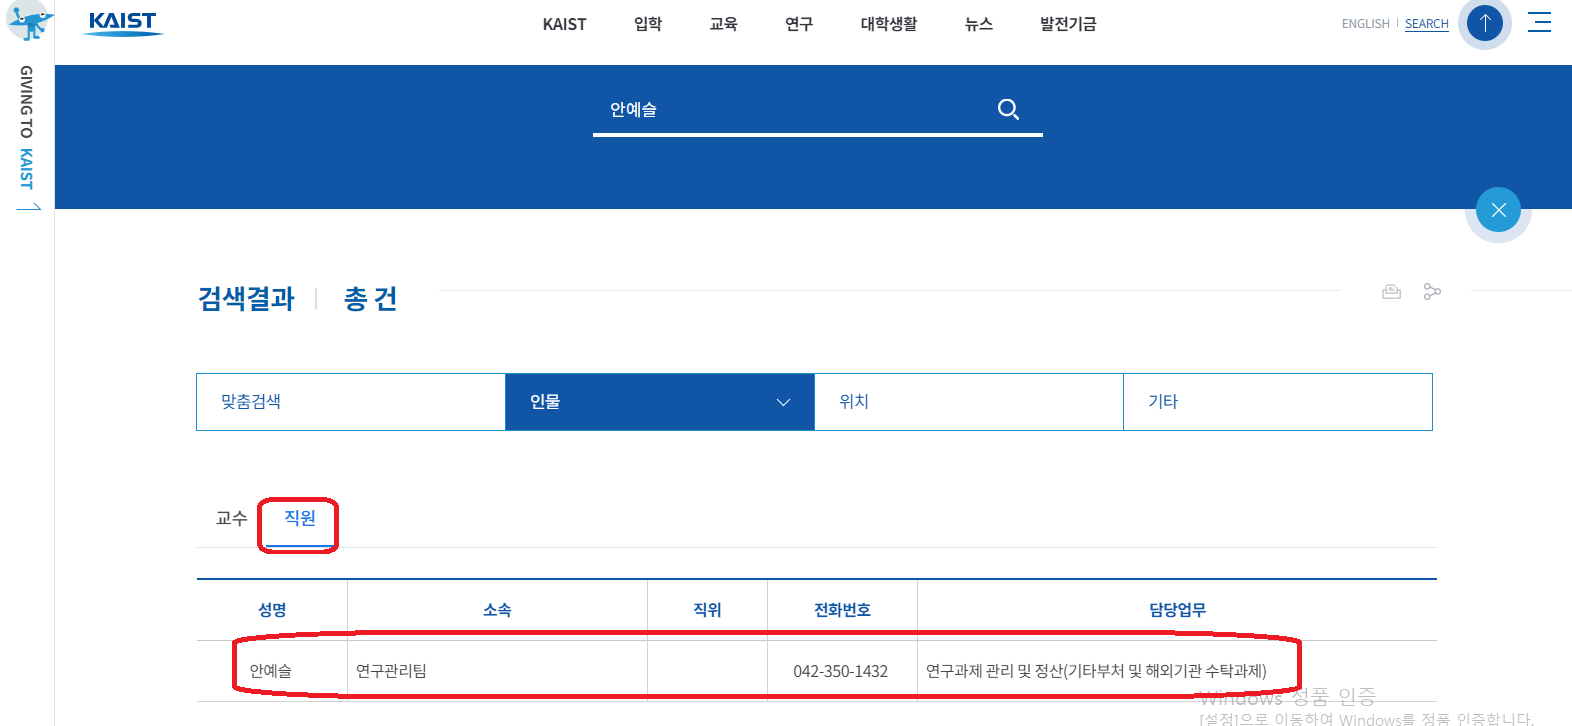 KAIST
KAIST 입학 교육 연구 대학생활 뉴스 발전기금
ENGLISH SEARCH
GIVING TO KAIST
안예슬
검색결과 총 건
맞춤검색 인물 위치 기타
교수 직원
성명 소속 직위 전화번호 담당업무
안예슬 연구관리팀 042-350-1432 연구과제 관리 및 정산(기타부처 및 해외기관 수탁과제)
Windows 정품 인증
[설정]으로 이동하여 Windows를 정품 인증합니다.